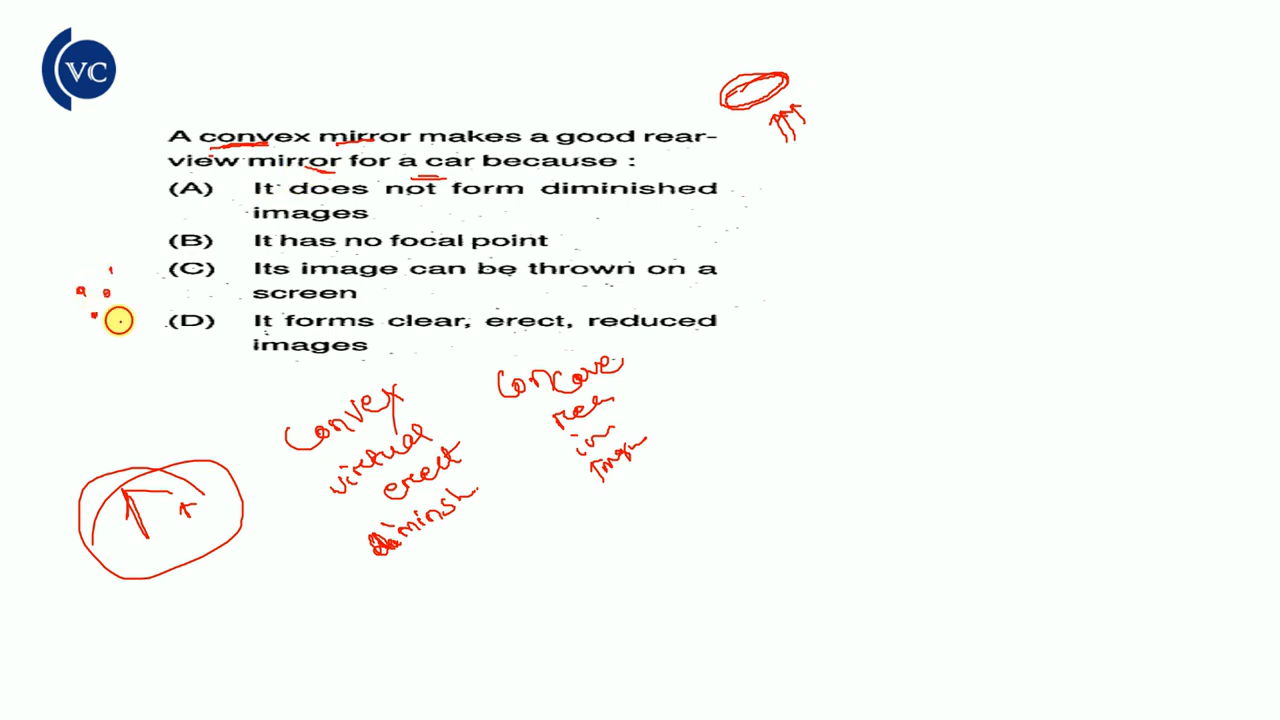 VC
A convex mirror makes a good rear-
view mirror for a car because :
(A) It does not form diminished
images
(B) It has no focal point
(C) Its image can be thrown on a
screen
(D) It forms clear, erect, reduced
images
Convex
virtual
erect
diminsh
Concave